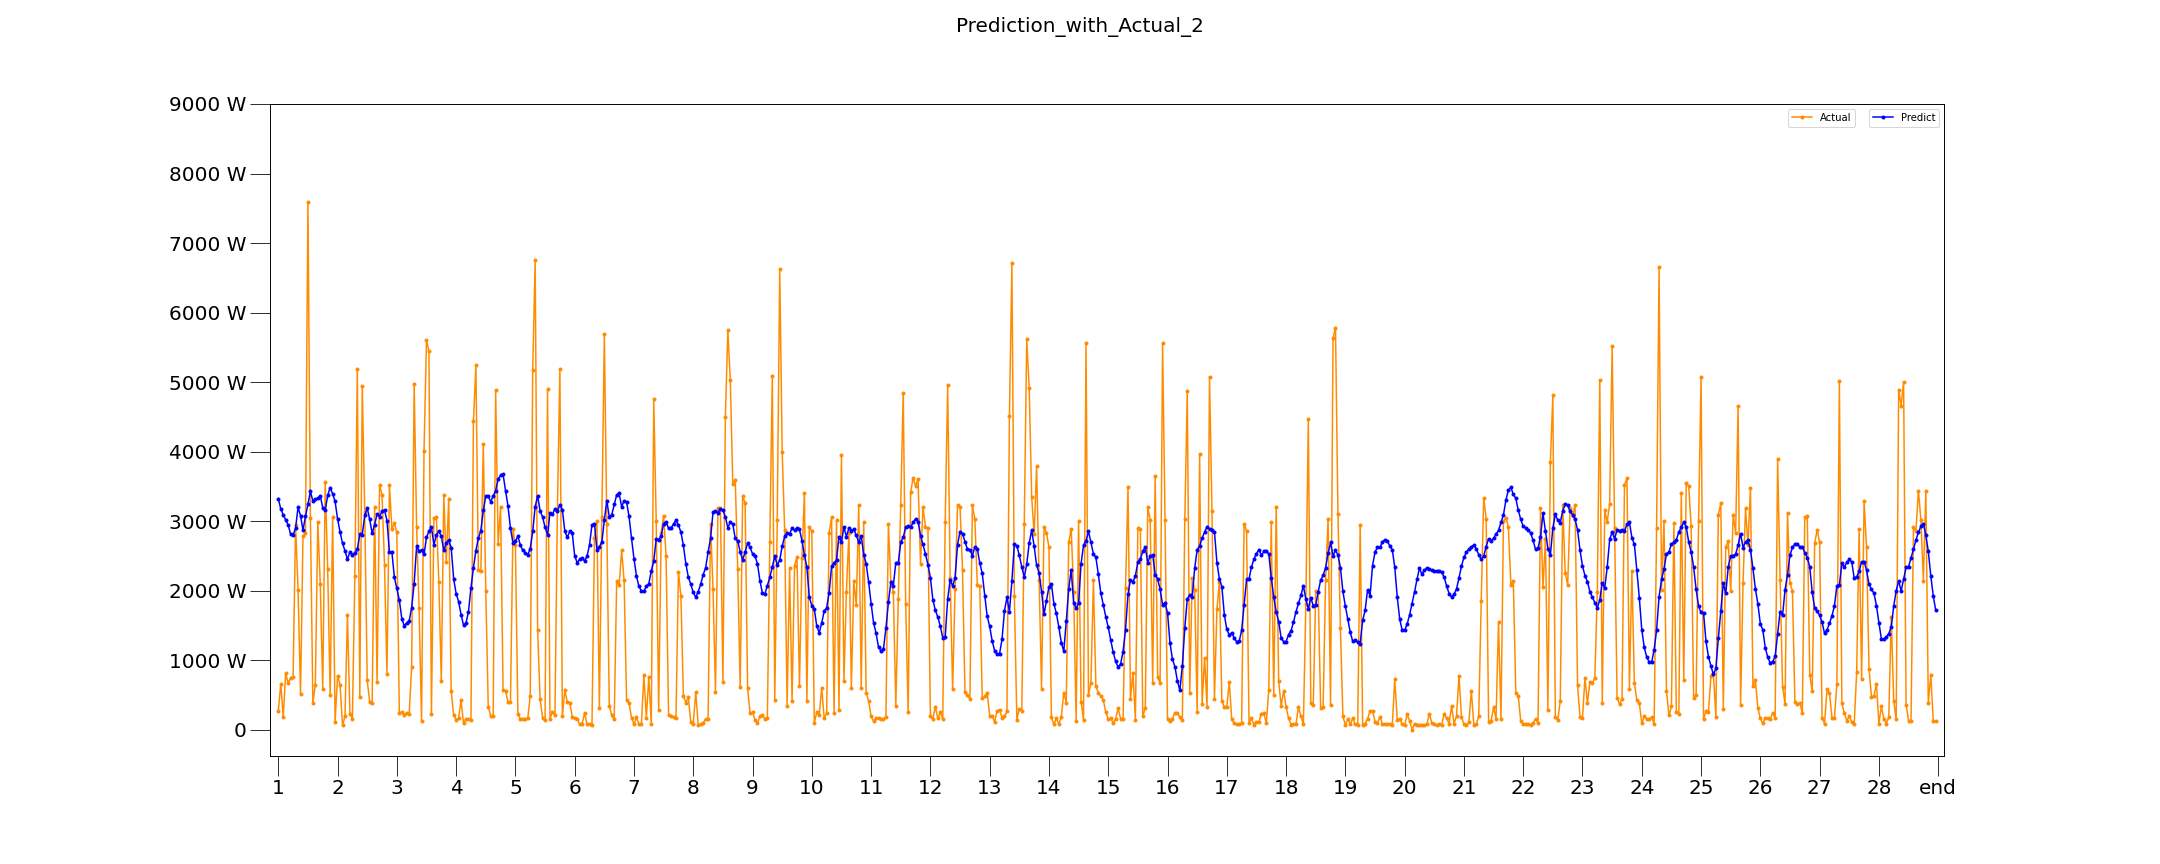 Prediction_with_Actual_2
9000 W
8000 W
7000 W
6000 W
5000 W
4000 W
3000 W
2000 W
1000 W
0
Actual Predict
1 2 3 4 5 6 7 8 9 10 11 12 13 14 15 16 17 18 19 20 21 22 23 24 25 26 27 28 end